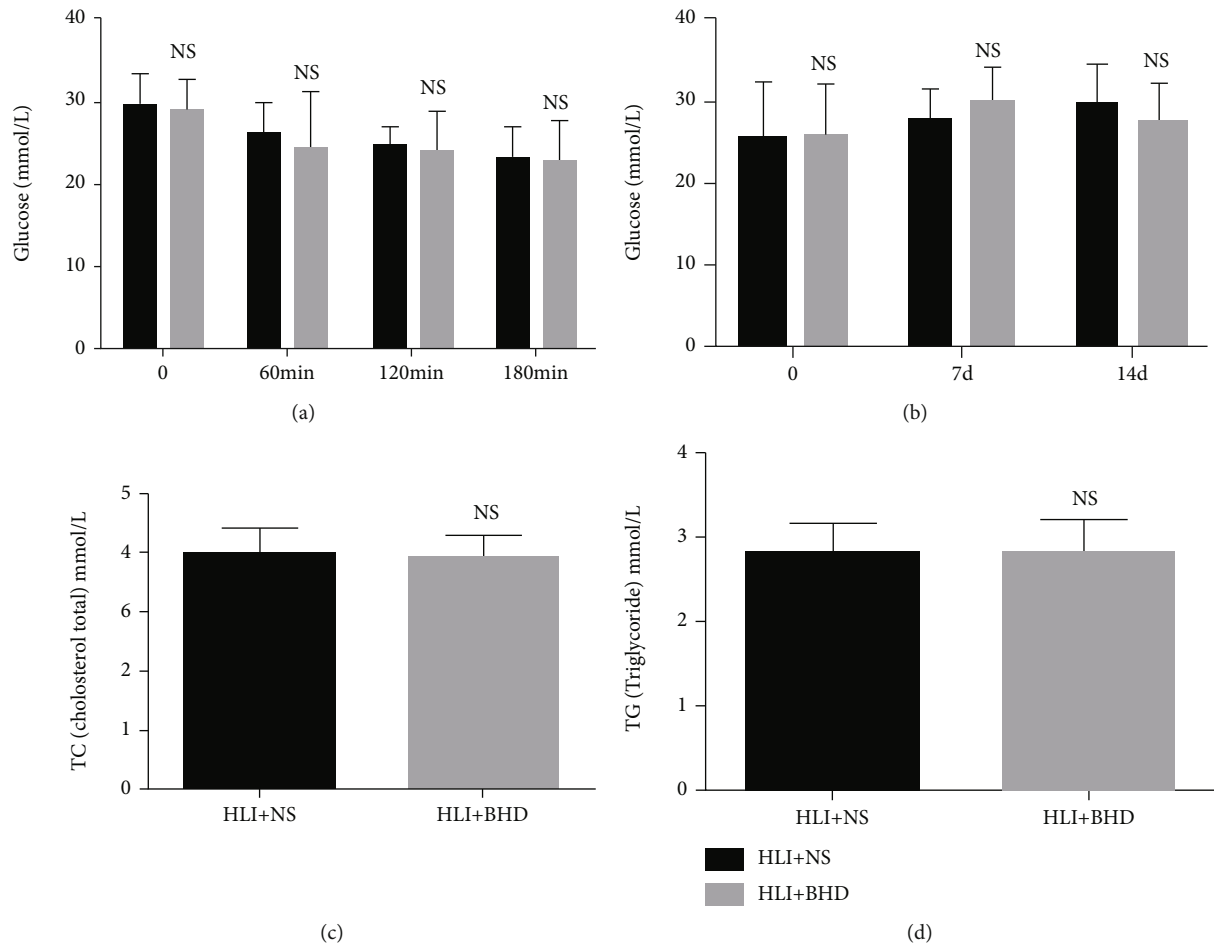 40
30
20
10
0
Glucose (mmol/L)
NS
NS
NS
NS
0
60min
120min
180min
(a)
40
30
20
10
0
Glucose (mmol/L)
NS
NS
NS
0
7d
14d
(b)
5
4
6
2
1
0
TC (cholosterol total) mmol/L
NS
HLI+NS
HLI+BHD
(c)
4
3
2
1
0
TG (Triglycoride) mmol/L
NS
HLI+NS
HLI+BHD
HLI+NS
HLI+BHD
(d)